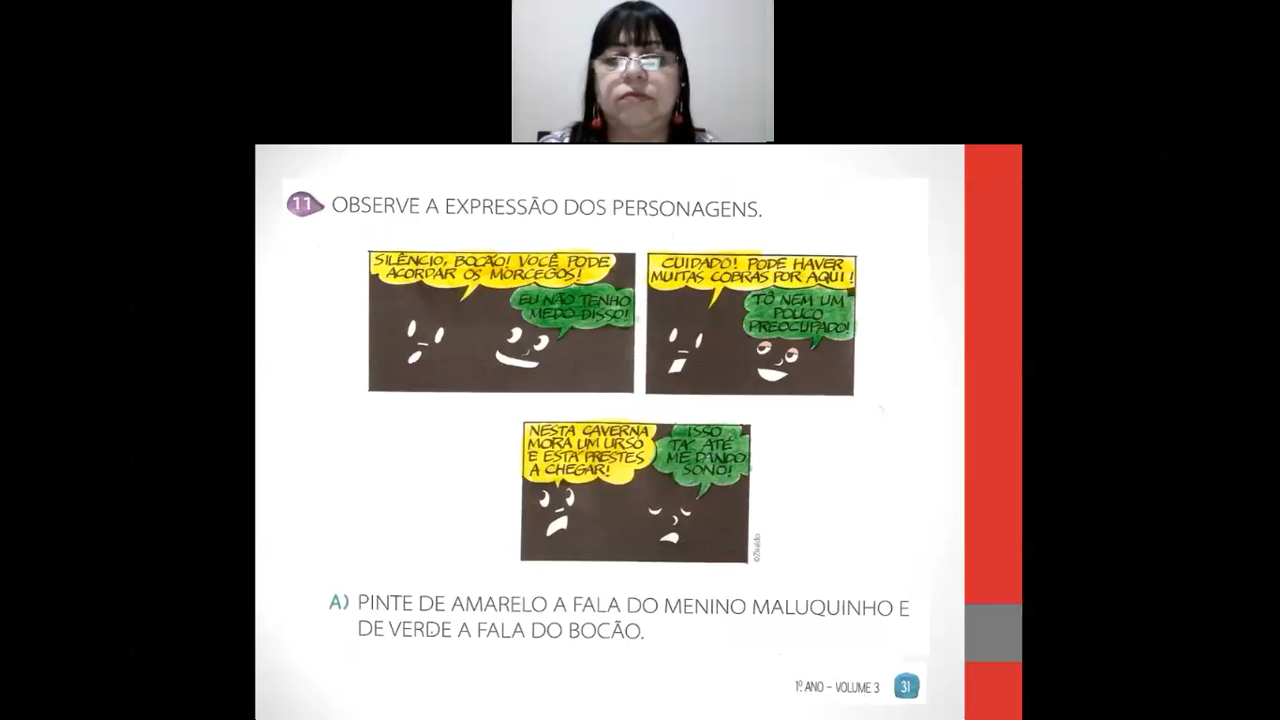 11 OBSERVE A EXPRESSÃO DOS PERSONAGENS.
SILÊNCIO, BOCÃO! VOCÊ PODE
ACORDAR OS MORCEGOS!
EU NÃO TENHO
MEDO DISSO!
CUIDADO! PODE HAVER
MUITAS COBRAS POR AQUI!
TÔ NEM UM
POUCO
PREOCUPADO!
NESTA CAVERNA
MORA UM URSO
E ESTÁ PRESTES
A CHEGAR!
ISSO
TÁ ATÉ
ME DANDO
SONO!
©Ziraldo
A) PINTE DE AMARELO A FALA DO MENINO MALUQUINHO E
DE VERDE A FALA DO BOCÃO.
1º ANO – VOLUME 3 31